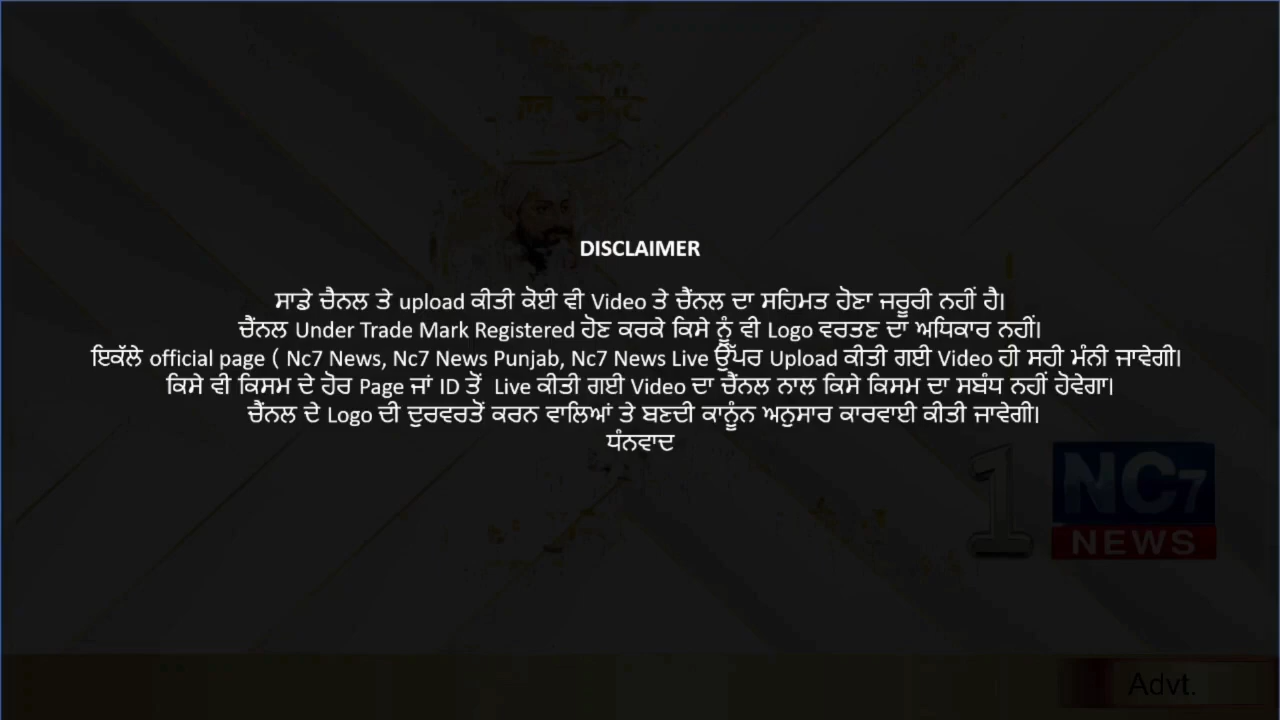 DISCLAIMER
ਸਾਡੇ ਚੈਨਲ ਤੇ upload ਕੀਤੀ ਕੋਈ ਵੀ Video ਤੇ ਚੈਂਨਲ ਦਾ ਸਹਿਮਤ ਹੋਣਾ ਜਰੂਰੀ ਨਹੀਂ ਹੈ।
ਚੈਂਨਲ Under Trade Mark Registered ਹੋਣ ਕਰਕੇ ਕਿਸੇ ਨੂੰ ਵੀ Logo ਵਰਤਣ ਦਾ ਅਧਿਕਾਰ ਨਹੀਂ।
ਇਕੱਲੇ official page ( Nc7 News, Nc7 News Punjab, Nc7 News Live ਉੱਪਰ Upload ਕੀਤੀ ਗਈ Video ਹੀ ਸਹੀ ਮੰਨੀ ਜਾਵੇਗੀ।
ਕਿਸੇ ਵੀ ਕਿਸਮ ਦੇ ਹੋਰ Page ਜਾਂ ID ਤੋਂ Live ਕੀਤੀ ਗਈ Video ਦਾ ਚੈਂਨਲ ਨਾਲ ਕਿਸੇ ਕਿਸਮ ਦਾ ਸਬੰਧ ਨਹੀਂ ਹੋਵੇਗਾ।
ਚੈਂਨਲ ਦੇ Logo ਦੀ ਦੁਰਵਰਤੋਂ ਕਰਨ ਵਾਲਿਆਂ ਤੇ ਬਣਦੀ ਕਾਨੂੰਨ ਅਨੁਸਾਰ ਕਾਰਵਾਈ ਕੀਤੀ ਜਾਵੇਗੀ।
ਧੰਨਵਾਦ
1 NC7
NEWS
Advt.